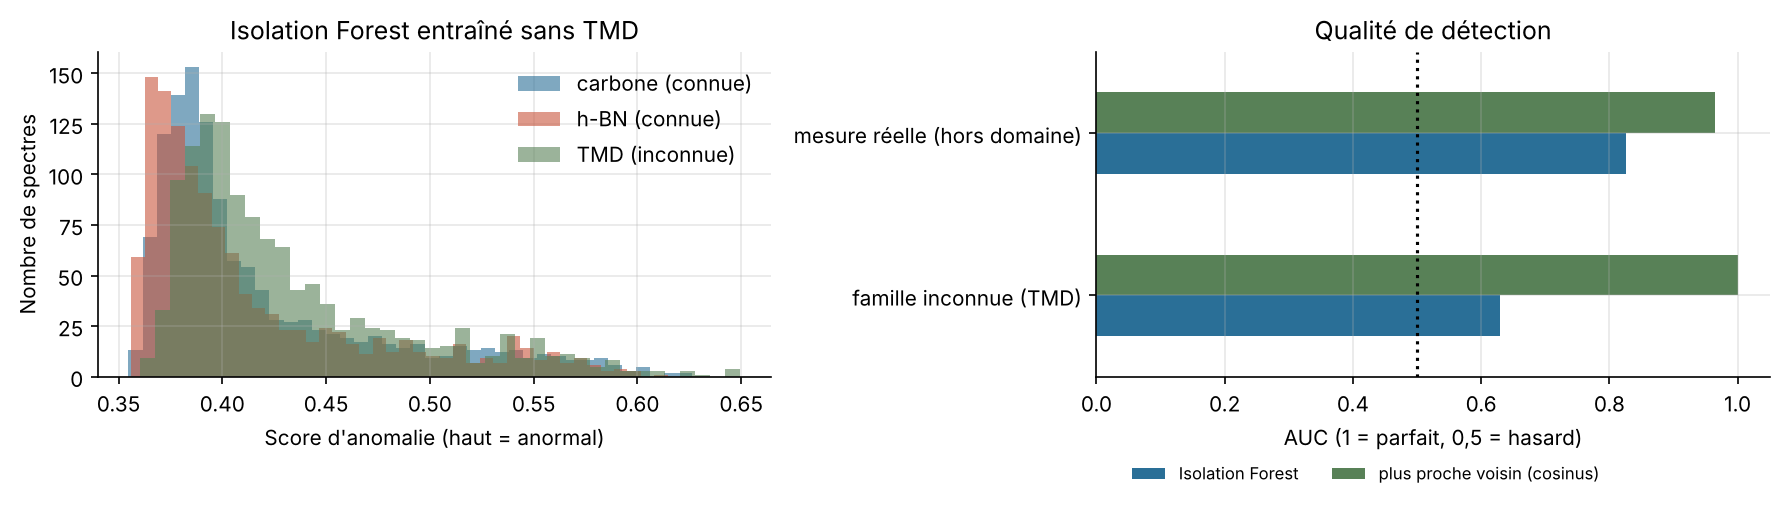 Isolation Forest entraîné sans TMD
Nombre de spectres
150
125
100
75
50
25
0
carbone (connue)
h-BN (connue)
TMD (inconnue)
0.35 0.40 0.45 0.50 0.55 0.60 0.65
Score d'anomalie (haut = anormal)
Qualité de détection
mesure réelle (hors domaine)
famille inconnue (TMD)
0.0 0.2 0.4 0.6 0.8 1.0
AUC (1 = parfait, 0,5 = hasard)
Isolation Forest plus proche voisin (cosinus)